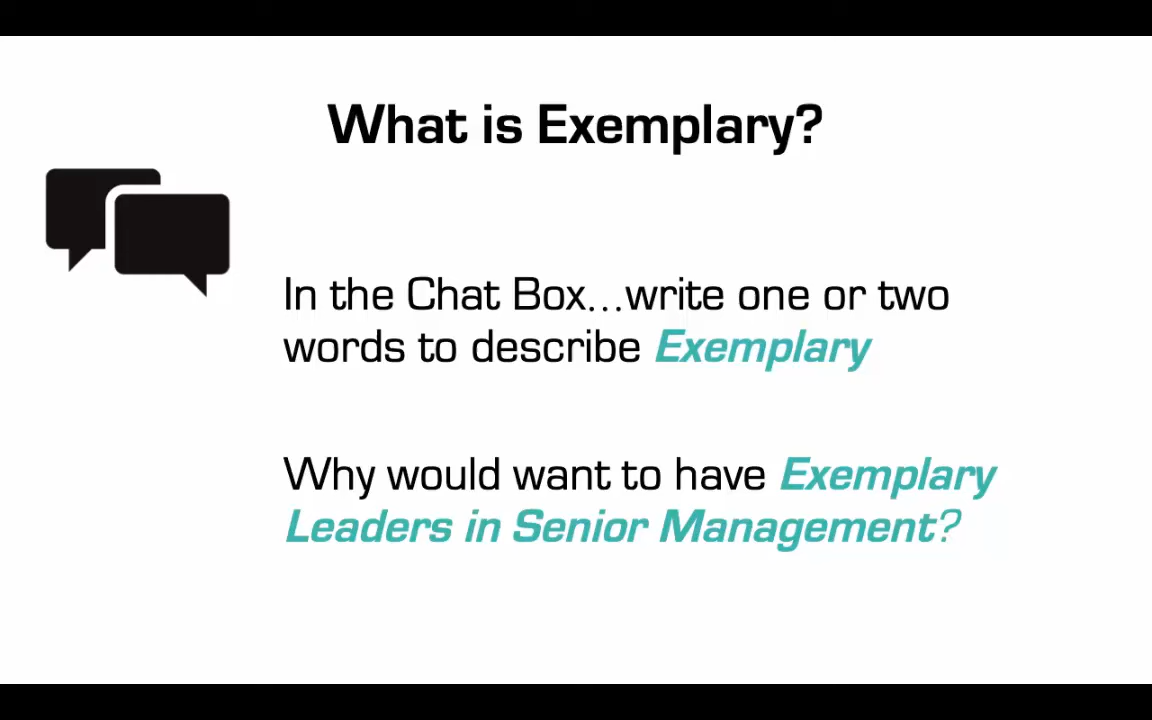 What is Exemplary?
In the Chat Box...write one or two
words to describe Exemplary
Why would want to have Exemplary
Leaders in Senior Management?